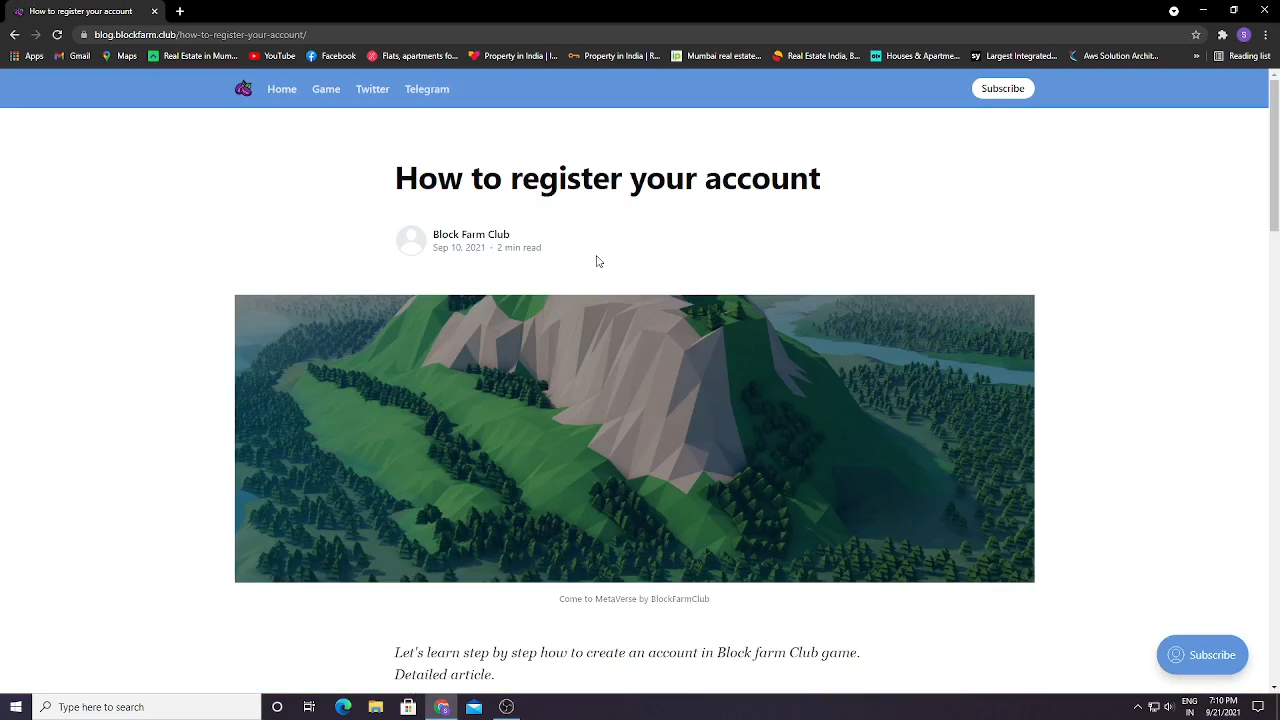 How to register your account
blog.blockfarm.club/how-to-register-your-account/
S
Apps
Gmail
Maps
Real Estate in Mum...
YouTube
Facebook
Flats, apartments fo...
Property in India | l...
Property in India | R...
Mumbai real estate...
Real Estate India, B...
Houses & Apartme...
Largest Integrated...
Aws Solution Archit...
»
Reading list
Home
Game
Twitter
Telegram
Subscribe
How to register your account
Block Farm Club
Sep 10, 2021 • 2 min read
Come to MetaVerse by BlockFarmClub
Let's learn step by step how to create an account in Block farm Club game.
Detailed article.
Subscribe
Type here to search
ENG
IN
7:10 PM
9/21/2021